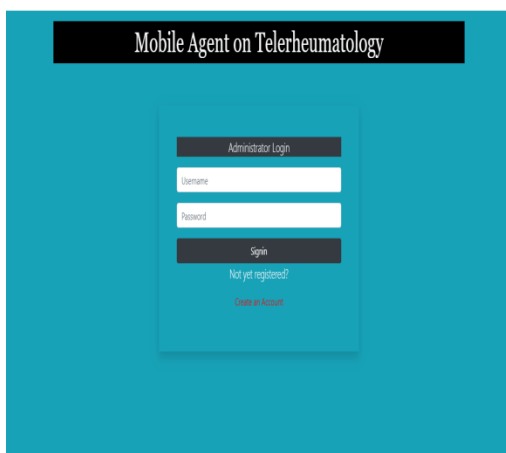 Mobile Agent on Telerheumatology
Administrator Login
Username
Password
Signin
Not yet registered?
Create an Account